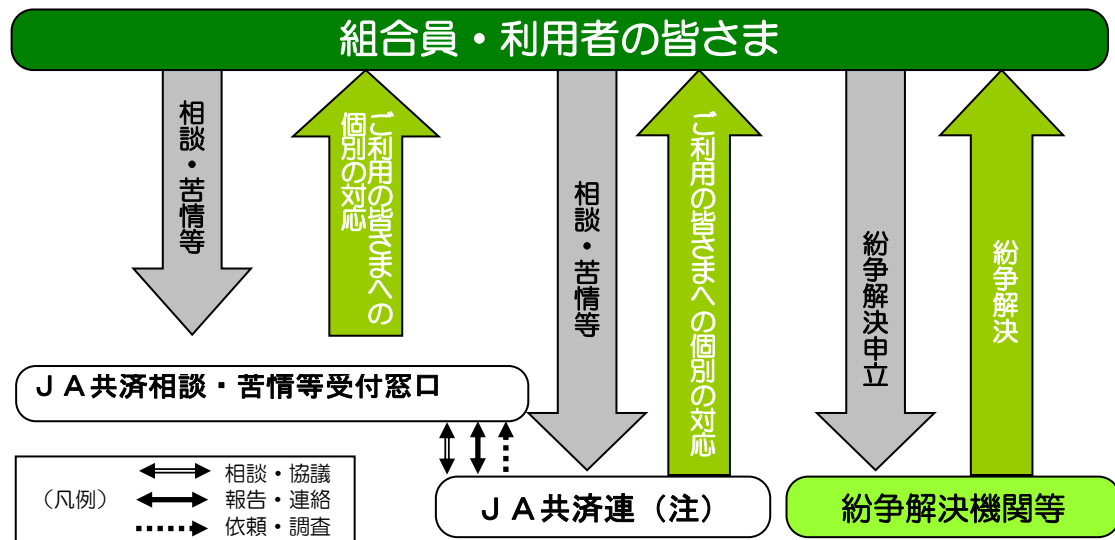 組合員・利用者の皆さま
相談・苦情等
ご利用の皆さまへの
個別の対応
相談・苦情等
ご利用の皆さまへの個別の対応
紛争解決申立
紛争解決
ＪＡ共済相談・苦情等受付窓口
（凡例）
相談・協議
報告・連絡
依頼・調査
ＪＡ共済連（注）
紛争解決機関等